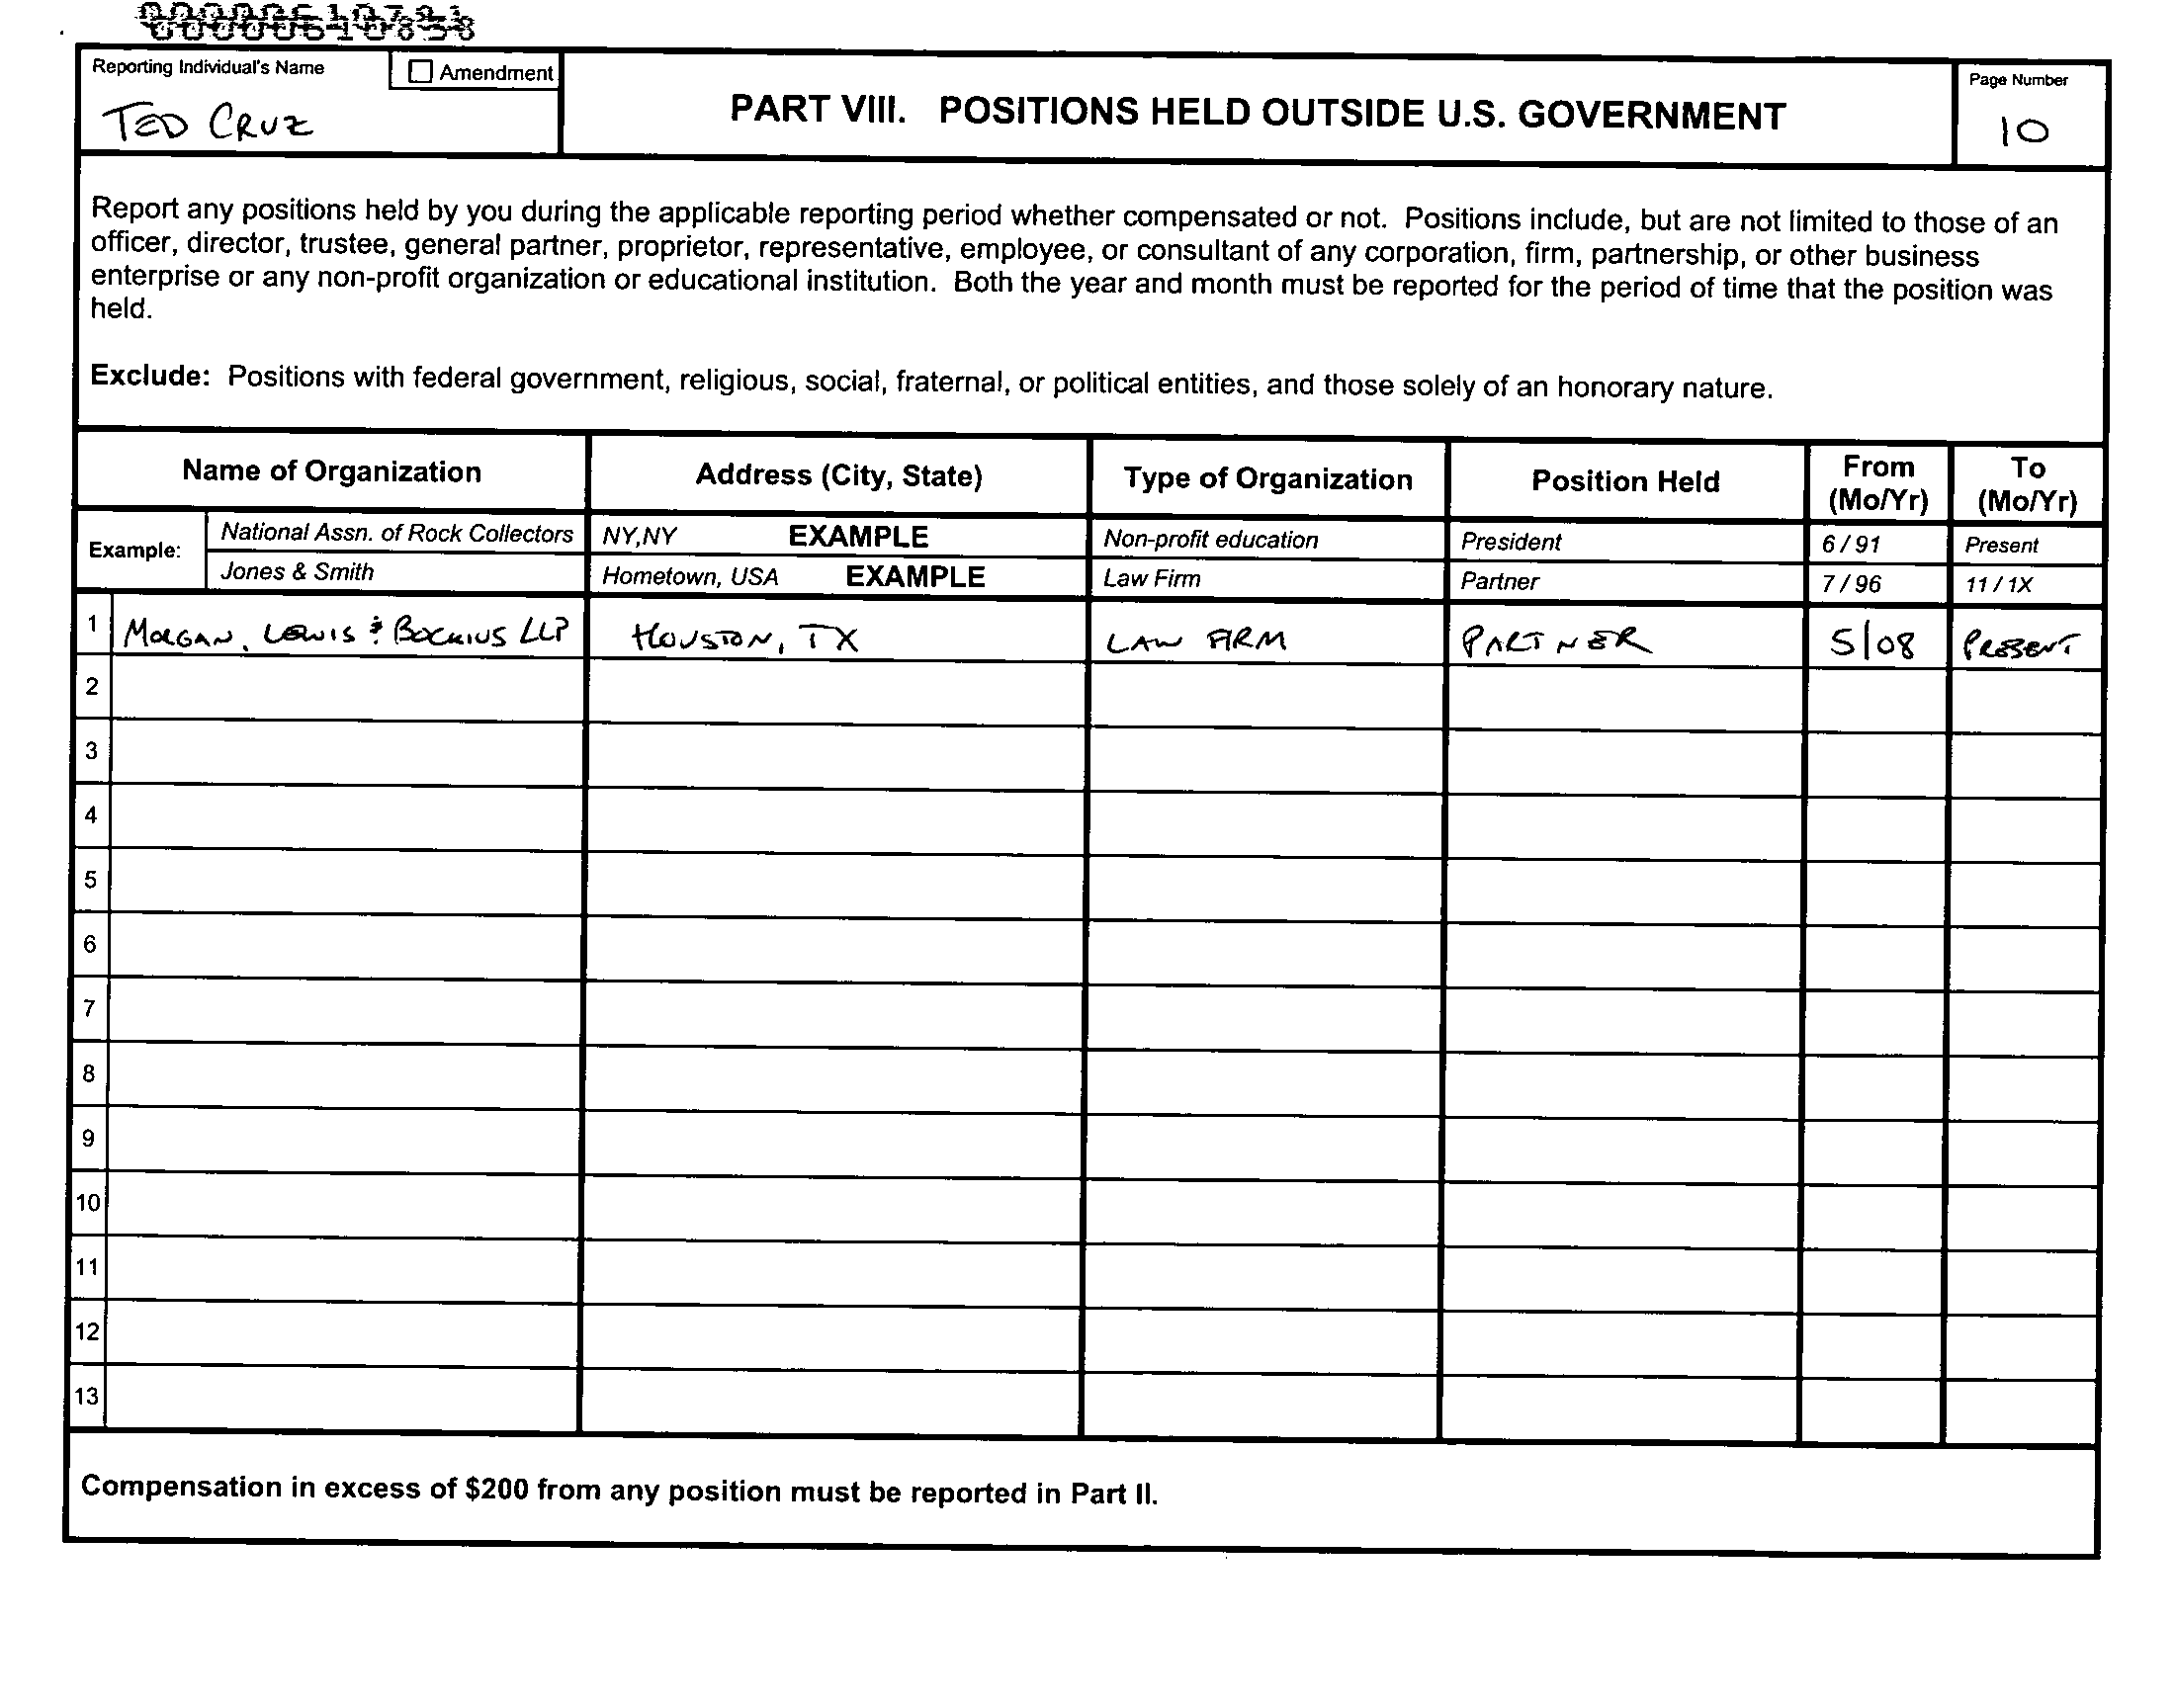 Reporting Individual's Name
Amendment
TED CRUZ
PART VIII. POSITIONS HELD OUTSIDE U.S. GOVERNMENT
Page Number
10
Report any positions held by you during the applicable reporting period whether compensated or not. Positions include, but are not limited to those of an
officer, director, trustee, general partner, proprietor, representative, employee, or consultant of any corporation, firm, partnership, or other business
enterprise or any non-profit organization or educational institution. Both the year and month must be reported for the period of time that the position was
held.
Exclude: Positions with federal government, religious, social, fraternal, or political entities, and those solely of an honorary nature.
Name of Organization Address (City, State) Type of Organization Position Held From (Mo/Yr) To (Mo/Yr)
Example: National Assn. of Rock Collectors NY,NY EXAMPLE Non-profit education President 6 / 91 Present
Jones & Smith Hometown, USA EXAMPLE Law Firm Partner 7 / 96 11 / 1X
1 MORGAN, LEWIS & BOCKIUS LLP HOUSTON, TX LAW FIRM PARTNER 5/08 PRESENT
2
3
4
5
6
7
8
9
10
11
12
13
Compensation in excess of $200 from any position must be reported in Part II.